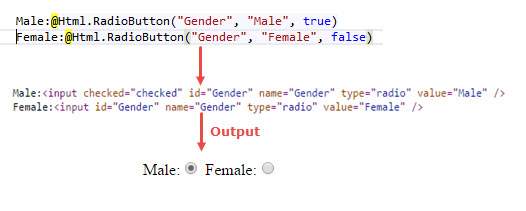 Male:@Html.RadioButton("Gender", "Male", true)
Female:@Html.RadioButton("Gender", "Female", false)
Male:<input checked="checked" id="Gender" name="Gender" type="radio" value="Male" />
Female:<input id="Gender" name="Gender" type="radio" value="Female" />
Output
Male: Female: